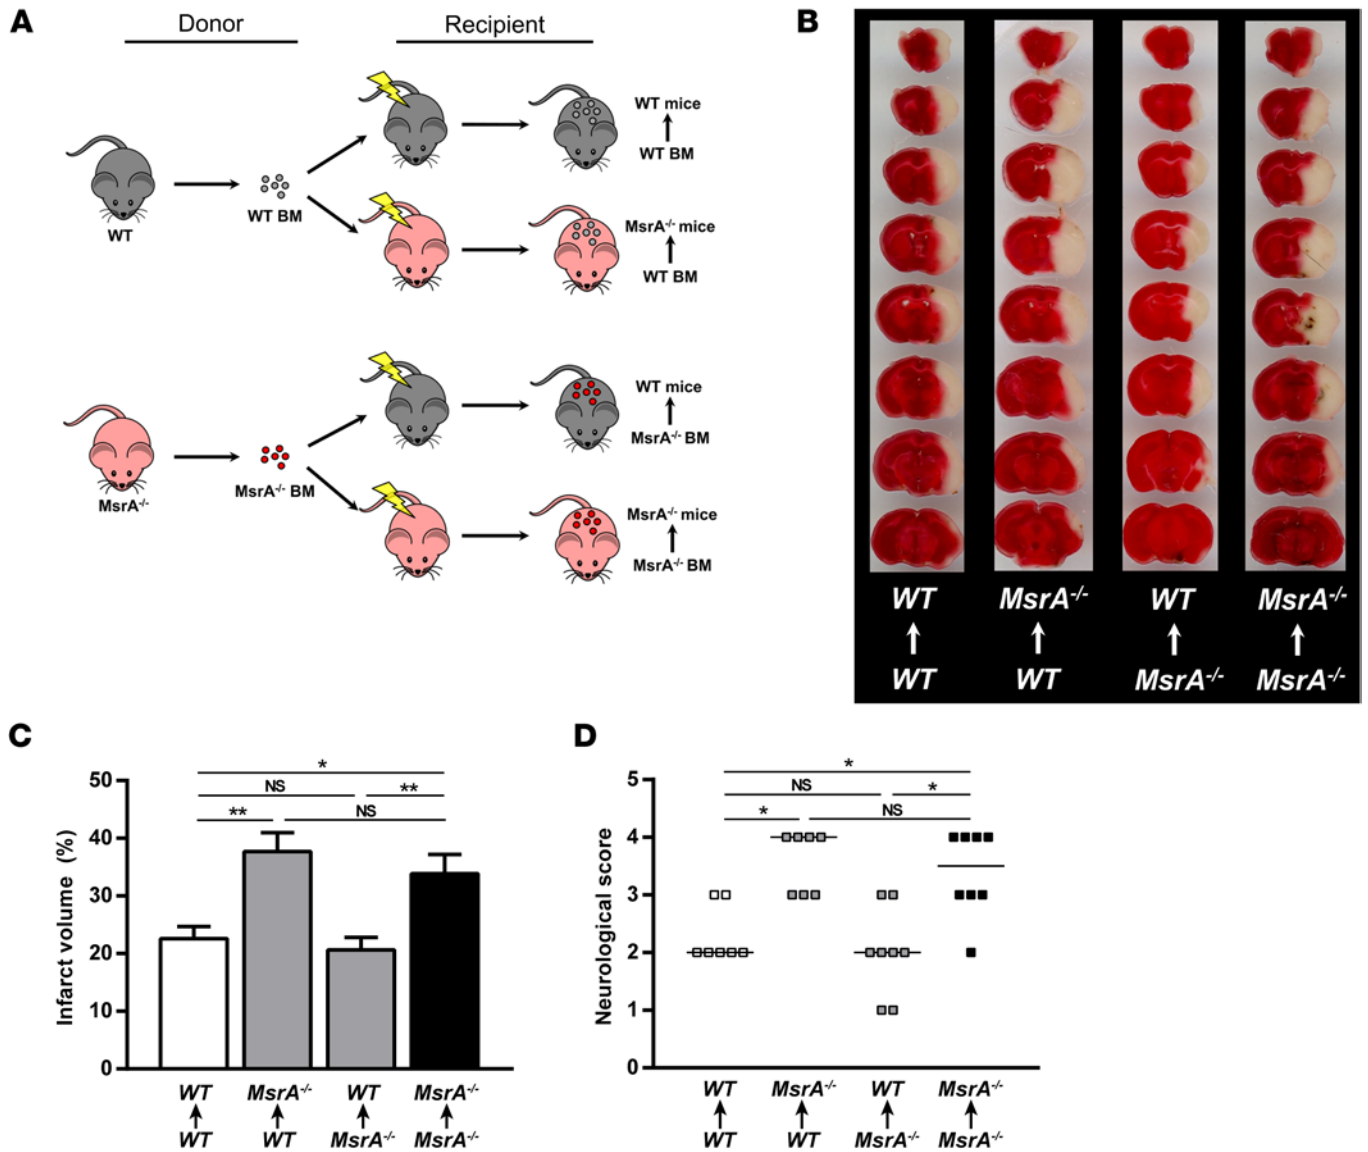 A
Donor
Recipient
WT
WT BM
WT mice
WT BM
MsrA-/- mice
WT BM
MsrA-/-
MsrA-/- BM
WT mice
MsrA-/- BM
MsrA-/- mice
MsrA-/- BM
B
WT MsrA-/- WT MsrA-/-
WT WT MsrA-/- MsrA-/-
C
Infarct volume (%)
50
40
30
20
10
0
*
NS **
** NS
WT MsrA-/- WT MsrA-/-
WT WT MsrA-/- MsrA-/-
D
Neurological score
5
4
3
2
1
0
*
NS *
* NS
WT MsrA-/- WT MsrA-/-
WT WT MsrA-/- MsrA-/-